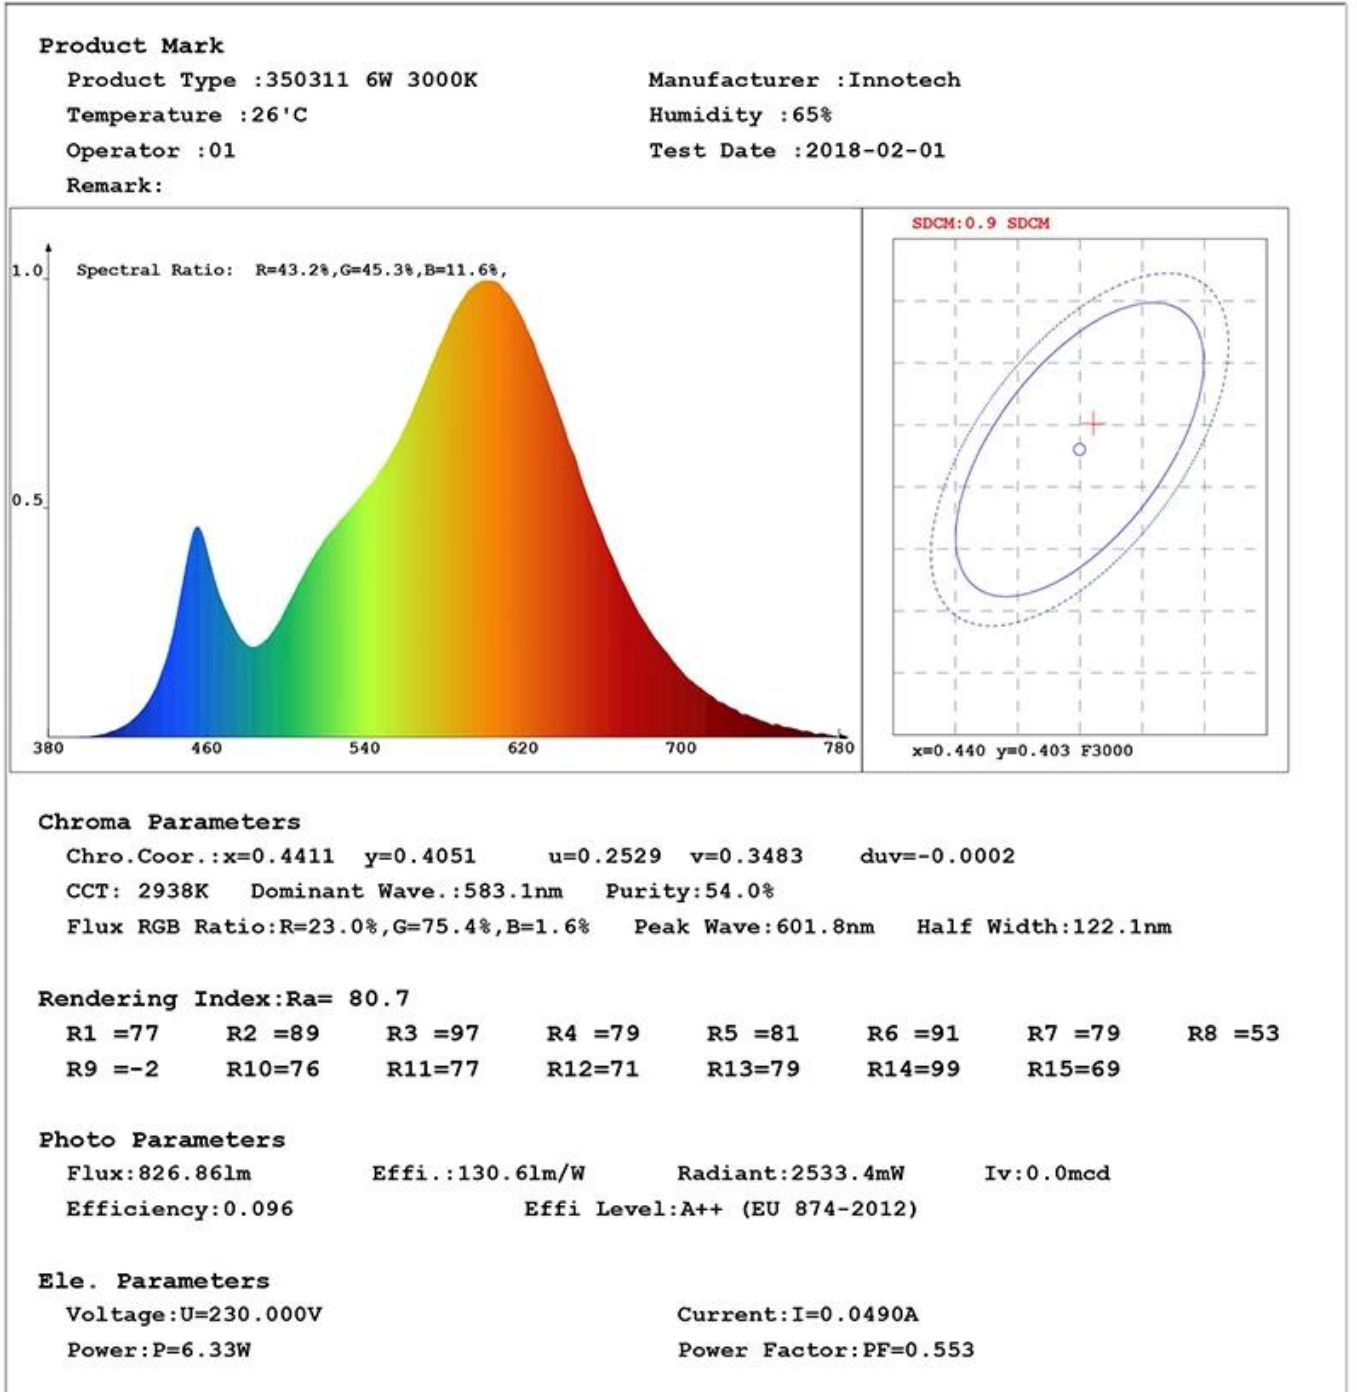 Product Mark
Product Type :350311 6W 3000K Manufacturer :Innotech
Temperature :26'C Humidity :65%
Operator :01 Test Date :2018-02-01
Remark:
SDCM:0.9 SDCM
1.0 Spectral Ratio: R=43.2%,G=45.3%,B=11.6%,
0.5
380 460 540 620 700 780
x=0.440 y=0.403 F3000
Chroma Parameters
Chro.Coor.:x=0.4411 y=0.4051 u=0.2529 v=0.3483 duv=-0.0002
CCT: 2938K Dominant Wave.:583.1nm Purity:54.0%
Flux RGB Ratio:R=23.0%,G=75.4%,B=1.6% Peak Wave:601.8nm Half Width:122.1nm
Rendering Index:Ra= 80.7
R1 =77 R2 =89 R3 =97 R4 =79 R5 =81 R6 =91 R7 =79 R8 =53
R9 =-2 R10=76 R11=77 R12=71 R13=79 R14=99 R15=69
Photo Parameters
Flux:826.86lm Effi.:130.6lm/W Radiant:2533.4mW Iv:0.0mcd
Efficiency:0.096 Effi Level:A++ (EU 874-2012)
Ele. Parameters
Voltage:U=230.000V Current:I=0.0490A
Power:P=6.33W Power Factor:PF=0.553